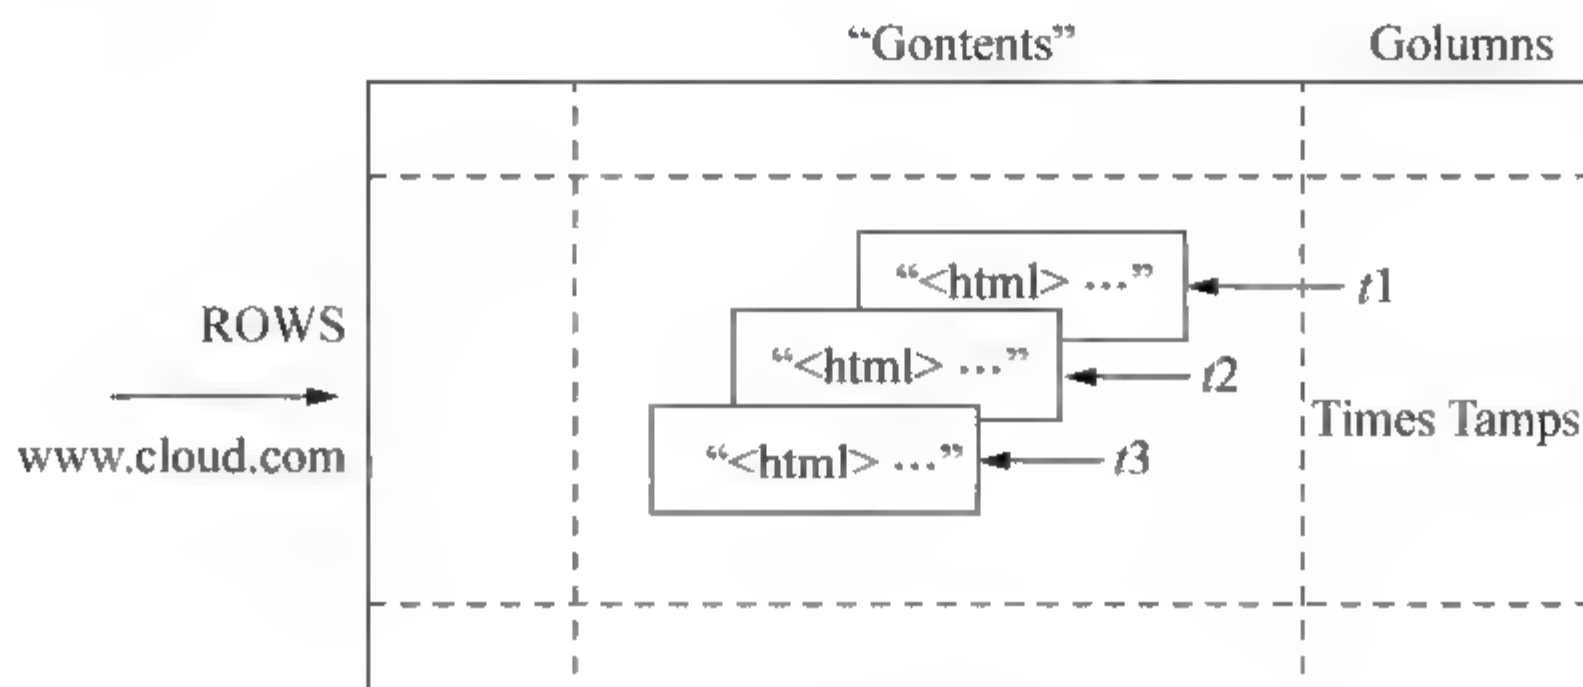 “Gontents” Golumns
“<html> ...” t1
ROWS
“<html> ...” t2
www.cloud.com
“<html> ...” t3
Times Tamps